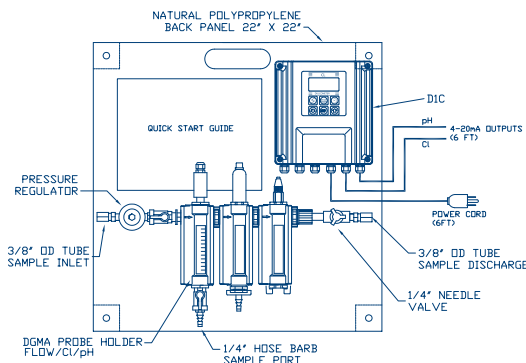 NATURAL POLYPROPYLENE
BACK PANEL 22" X 22"
D1C
QUICK START GUIDE
pH
4-20mA OUTPUTS
(6 FT)
Cl
PRESSURE
REGULATOR
POWER CORD
(6FT)
3/8" OD TUBE
SAMPLE INLET
3/8" OD TUBE
SAMPLE DISCHARGE
1/4" NEEDLE
VALVE
DGMA PROBE HOLDER
FLOW/Cl/pH
1/4" HOSE BARB
SAMPLE PORT